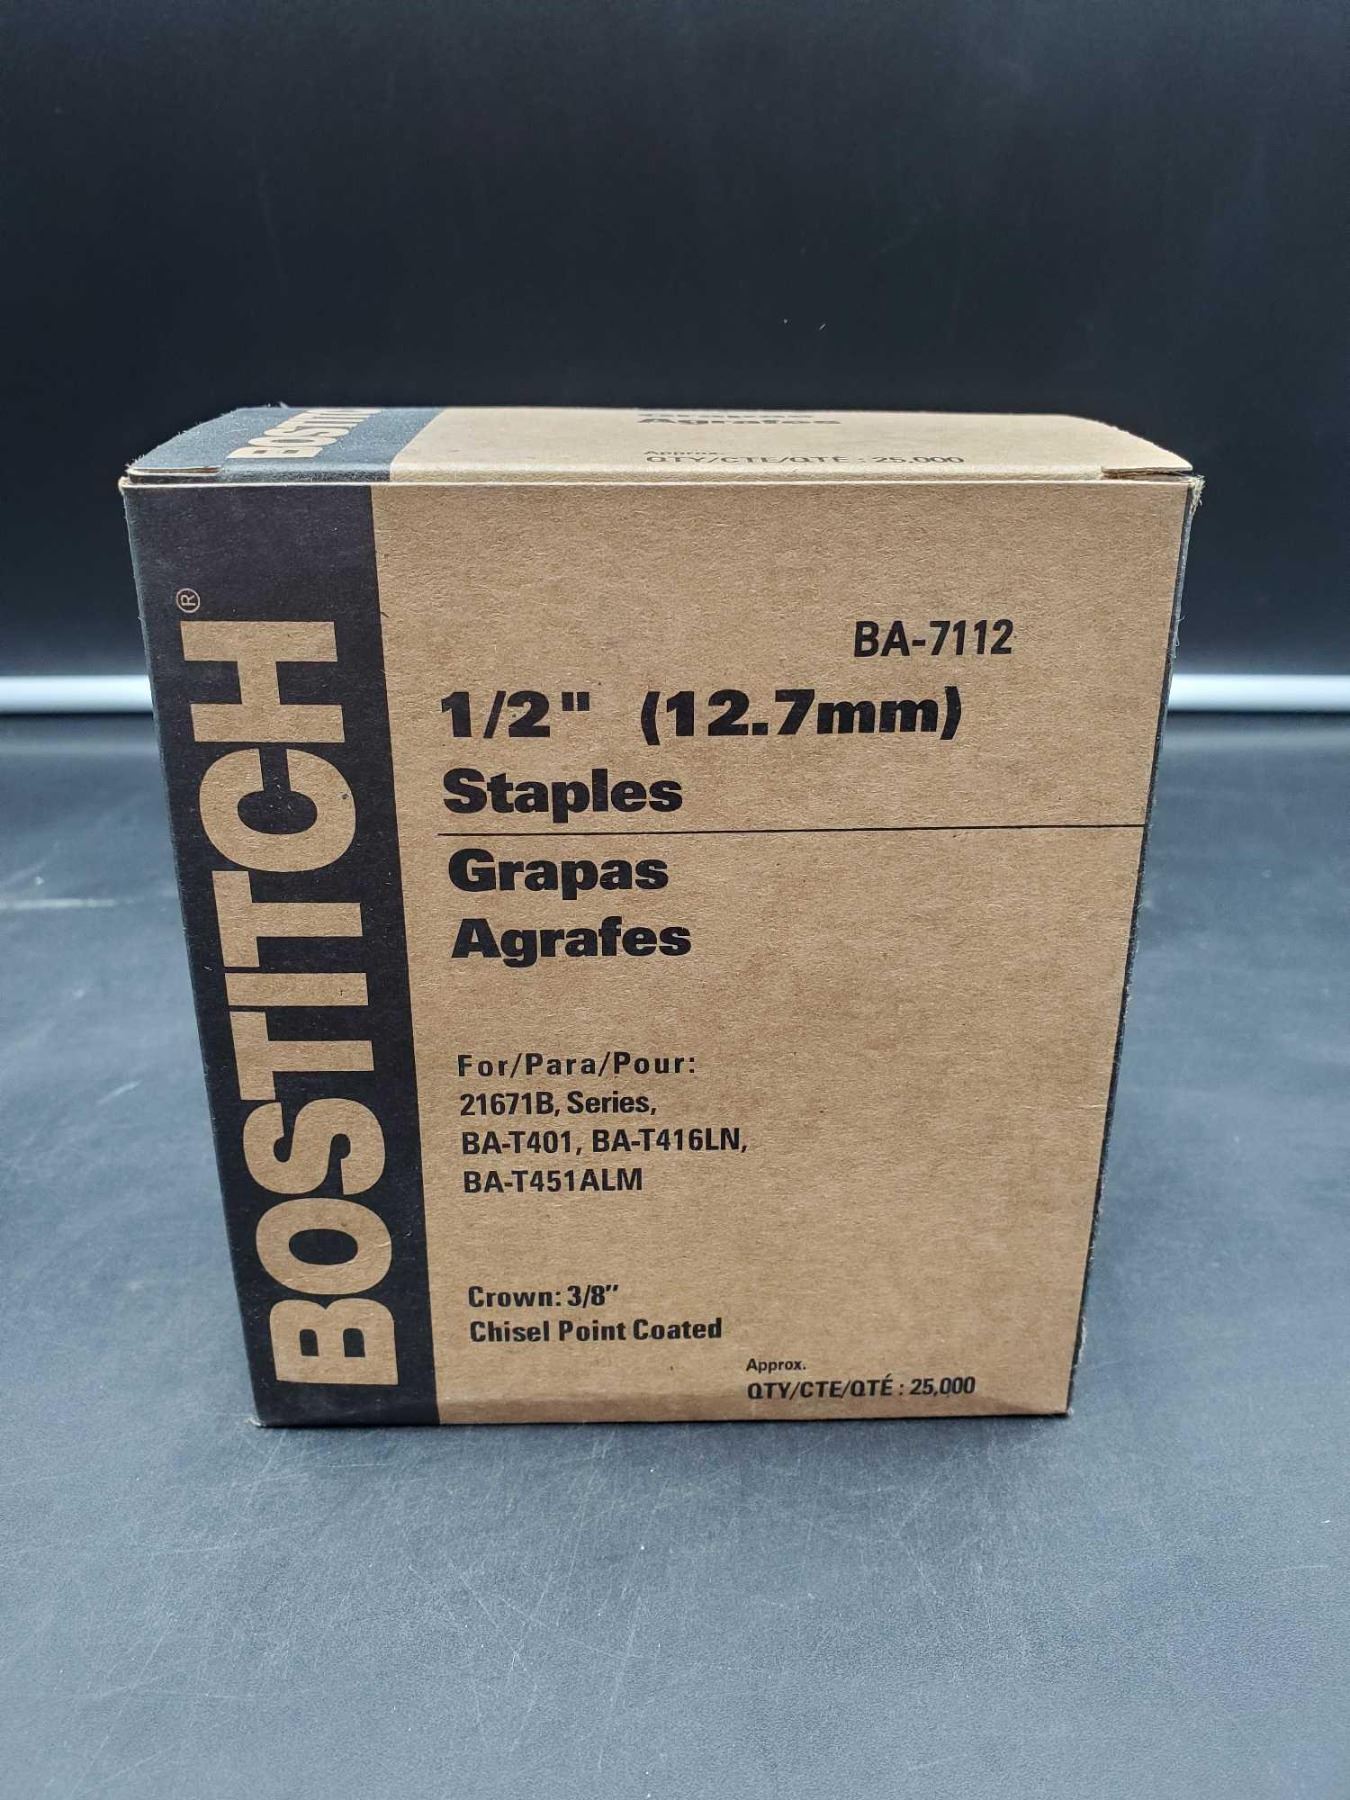 BOSTIT
Agrafes
Approx.
QTY/CTE/QTÉ : 25,000
BOSTITCH®
BA-7112
1/2" (12.7mm)
Staples
Grapas
Agrafes
For/Para/Pour:
21671B, Series,
BA-T401, BA-T416LN,
BA-T451ALM
Crown: 3/8"
Chisel Point Coated
Approx.
QTY/CTE/QTÉ : 25,000